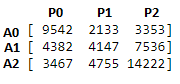 P0 P1 P2
A0 [ 9542 2133 3353]
A1 [ 4382 4147 7536]
A2 [ 3467 4755 14222]